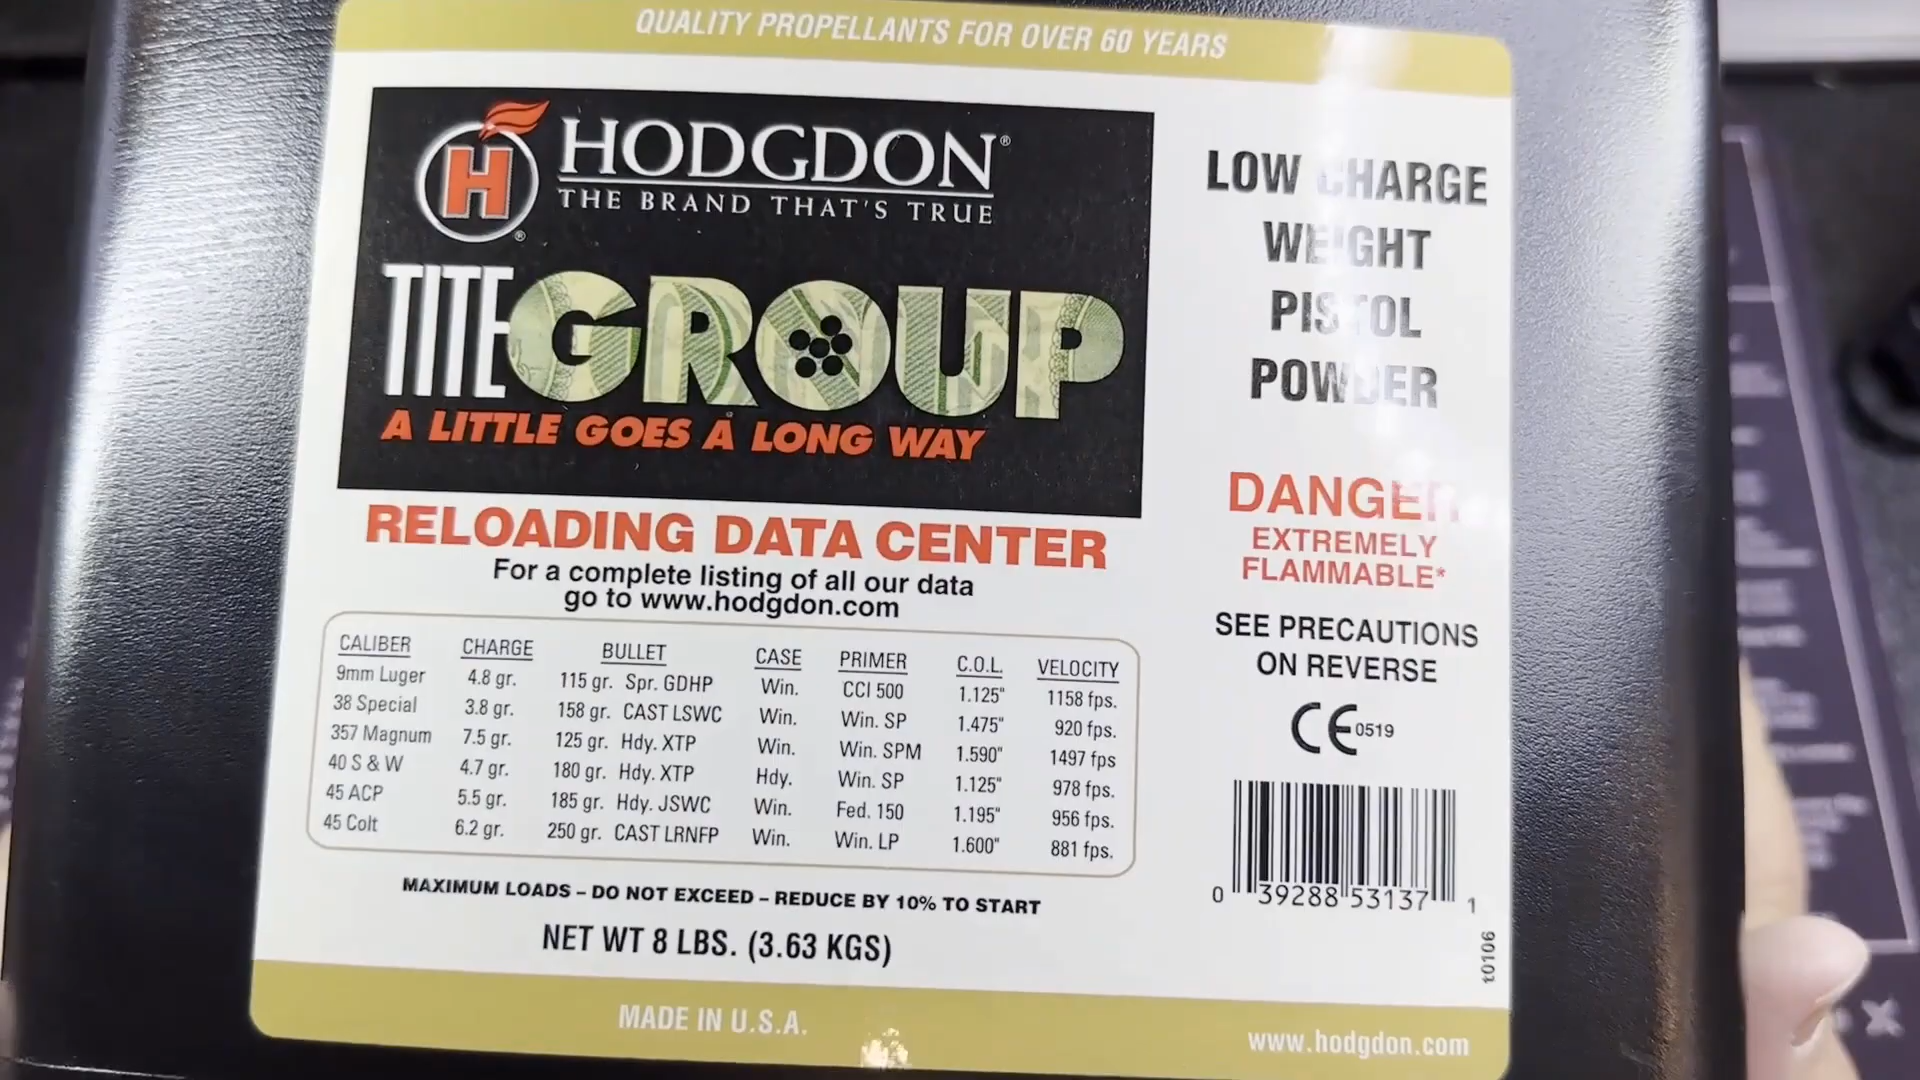 QUALITY PROPELLANTS FOR OVER 60 YEARS
H
HODGDON®
THE BRAND THAT'S TRUE
®
TITEGROUP
A LITTLE GOES A LONG WAY
RELOADING DATA CENTER
For a complete listing of all our data
go to www.hodgdon.com
CALIBER CHARGE BULLET CASE PRIMER C.O.L. VELOCITY
9mm Luger 4.8 gr. 115 gr. Spr. GDHP Win. CCI 500 1.125" 1158 fps.
38 Special 3.8 gr. 158 gr. CAST LSWC Win. Win. SP 1.475" 920 fps.
357 Magnum 7.5 gr. 125 gr. Hdy. XTP Win. Win. SPM 1.590" 1497 fps
40 S & W 4.7 gr. 180 gr. Hdy. XTP Hdy. Win. SP 1.125" 978 fps.
45 ACP 5.5 gr. 185 gr. Hdy. JSWC Win. Fed. 150 1.195" 956 fps.
45 Colt 6.2 gr. 250 gr. CAST LRNFP Win. Win. LP 1.600" 881 fps.
MAXIMUM LOADS – DO NOT EXCEED – REDUCE BY 10% TO START
NET WT 8 LBS. (3.63 KGS)
MADE IN U.S.A.
LOW CHARGE
WEIGHT
PISTOL
POWDER
DANGER
EXTREMELY
FLAMMABLE*
SEE PRECAUTIONS
ON REVERSE
CE 0519
0 39288 53137 1
t0106
www.hodgdon.com